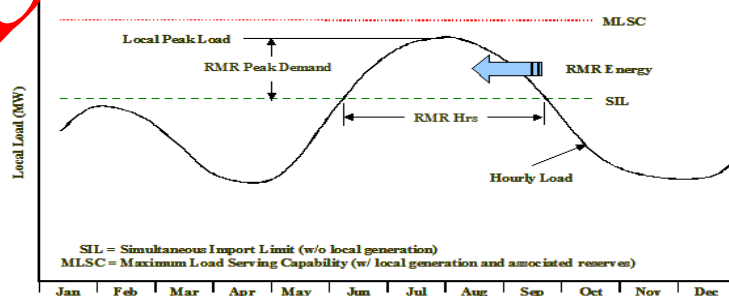 MLSC
Local Peak Load
RMR Peak Demand
RMR Energy
SIL
RMR Hrs
Local Load (MW)
Hourly Load
SIL = Simultaneous Import Limit (w/o local generation)
MLSC = Maximum Load Serving Capability (w/ local generation and associated reserves)
Jan Feb Mar Apr May Jun Jul Aug Sep Oct Nov Dec